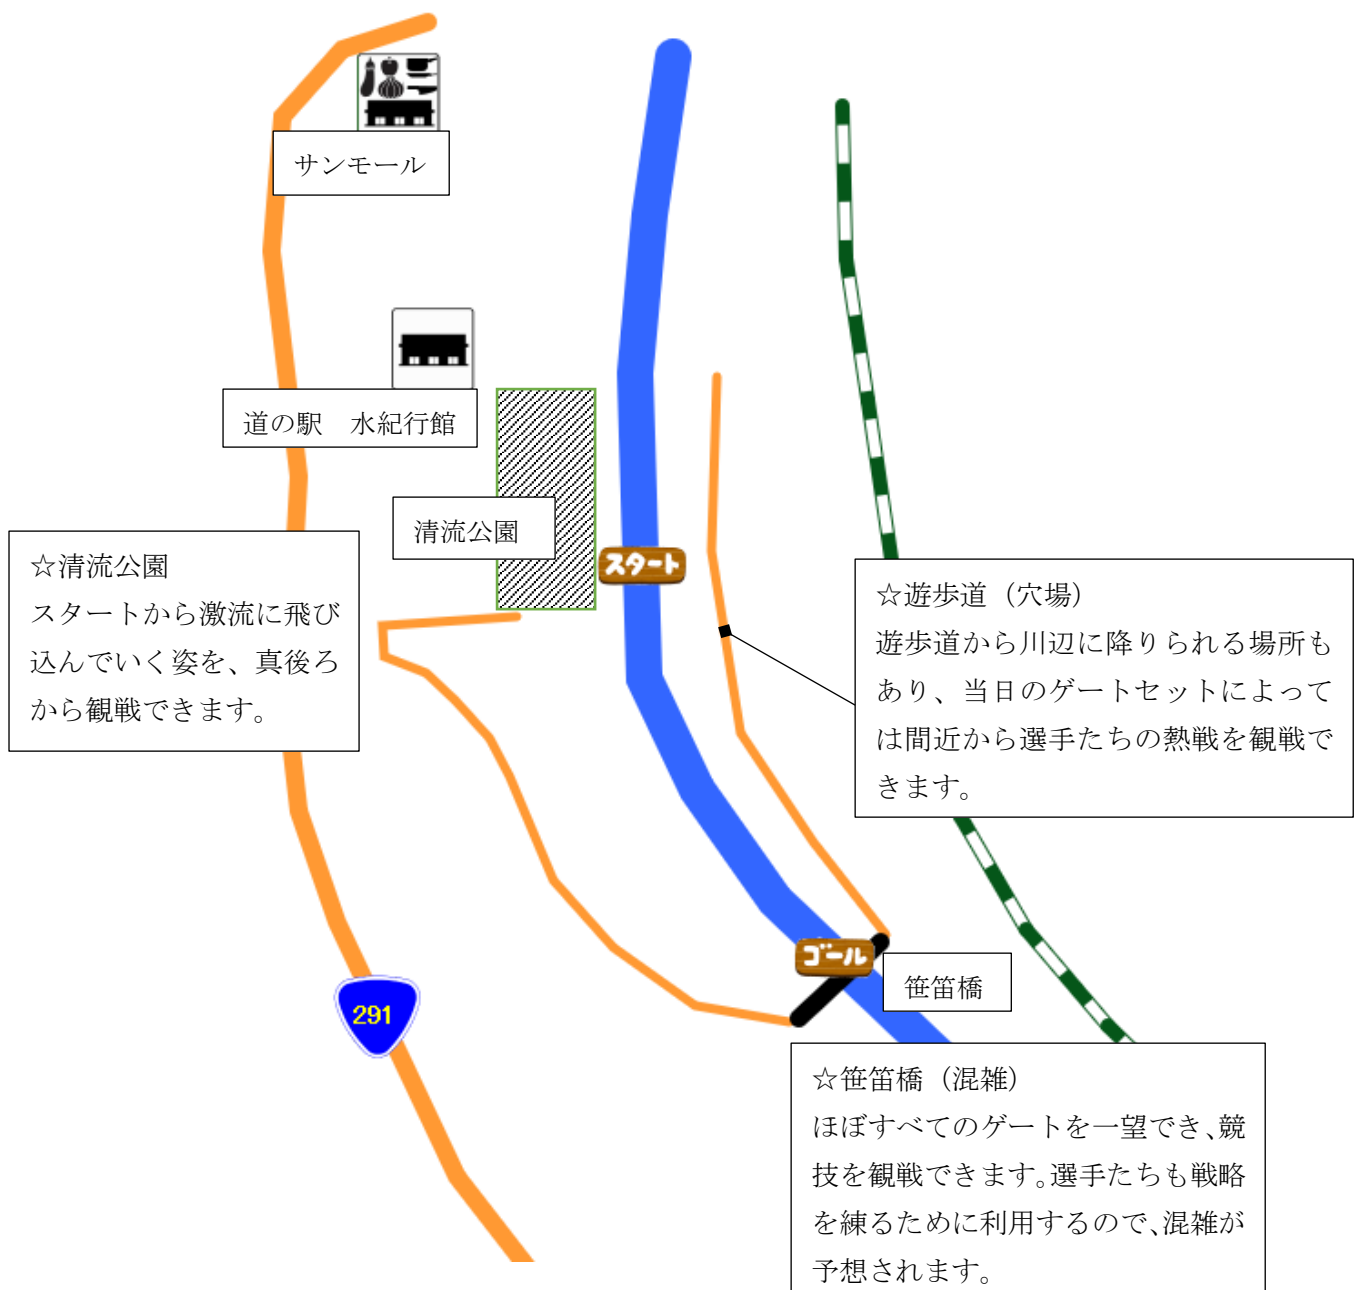 サンモール
道の駅　水紀行館
清流公園
スタート
☆清流公園
スタートから激流に飛び
込んでいく姿を、真後ろ
から観戦できます。
☆遊歩道（穴場）
遊歩道から川辺に降りられる場所も
あり、当日のゲートセットによって
は間近から選手たちの熱戦を観戦で
きます。
ゴール
笹笛橋
291
☆笹笛橋（混雑）
ほぼすべてのゲートを一望でき、競
技を観戦できます。選手たちも戦略
を練るために利用するので、混雑が
予想されます。